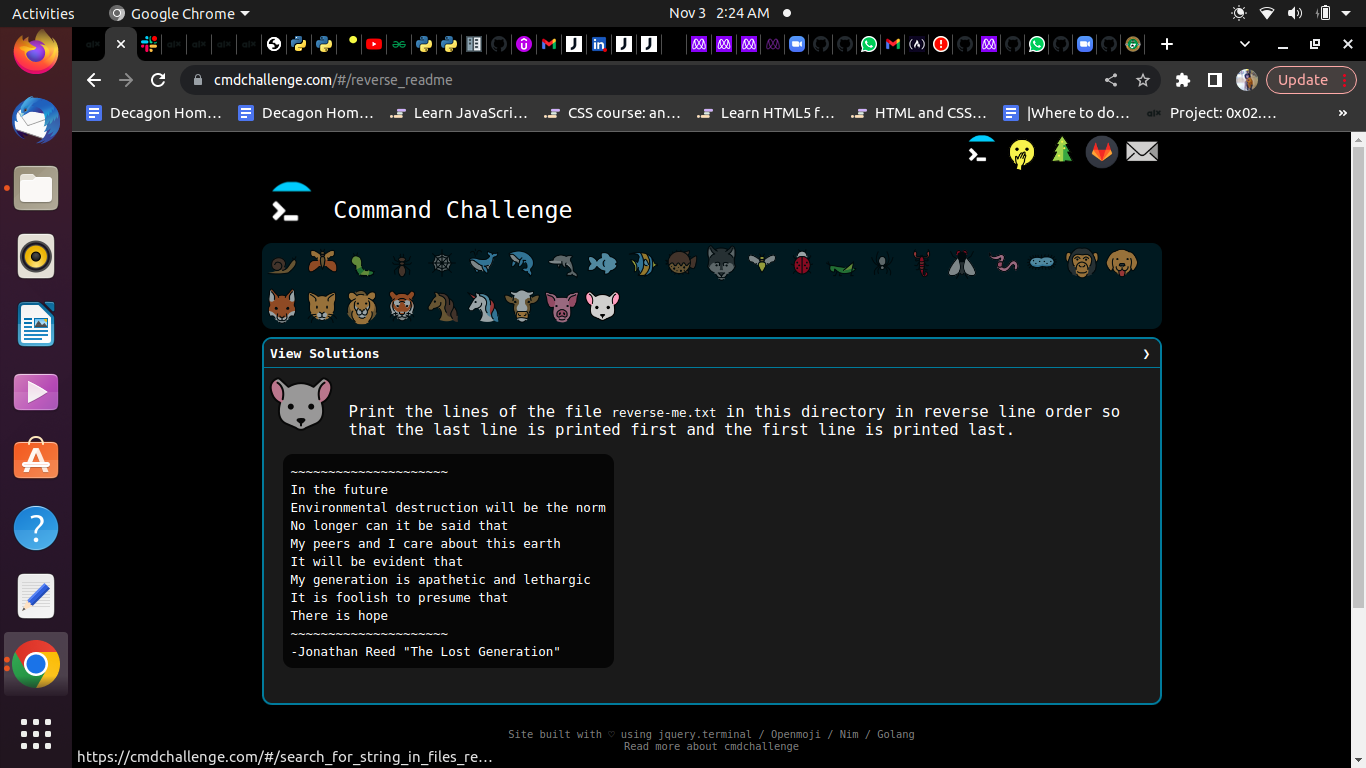 Activities
Google Chrome
Nov 3 2:24 AM
cmdchallenge.com/#/reverse_readme
Update
Decagon Hom…
Decagon Hom…
Learn JavaScri…
CSS course: an…
Learn HTML5 f…
HTML and CSS…
|Where to do…
Project: 0x02.…
»
Command Challenge
View Solutions
Print the lines of the file reverse-me.txt in this directory in reverse line order so
that the last line is printed first and the first line is printed last.
~~~~~~~~~~~~~~~~~~~~~
In the future
Environmental destruction will be the norm
No longer can it be said that
My peers and I care about this earth
It will be evident that
My generation is apathetic and lethargic
It is foolish to presume that
There is hope
~~~~~~~~~~~~~~~~~~~~~
-Jonathan Reed "The Lost Generation"
Site built with ♡ using jquery.terminal / Openmoji / Nim / Golang
Read more about cmdchallenge
https://cmdchallenge.com/#/search_for_string_in_files_re…